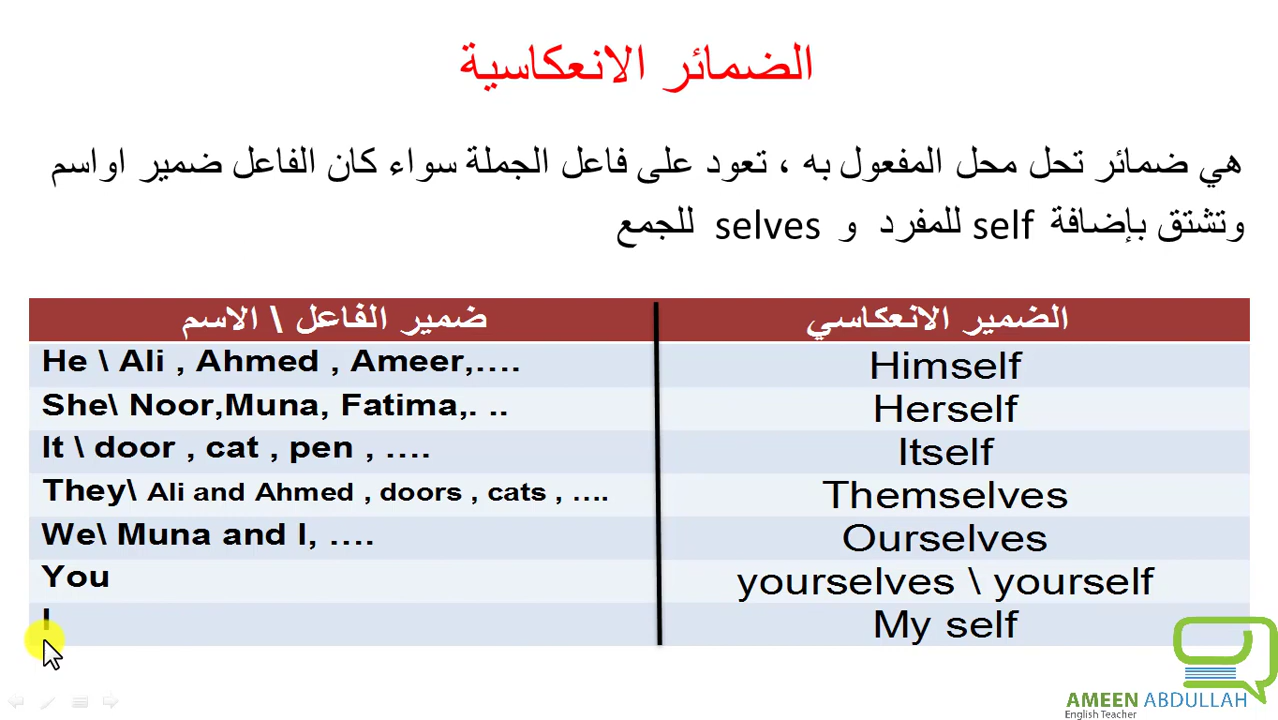 الضمائر الانعكاسية
هي ضمائر تحل محل المفعول به ، تعود على فاعل الجملة سواء كان الفاعل ضمير اواسم
وتشتق بإضافة self للمفرد و selves للجمع
ضمير الفاعل \ الاسم الضمير الانعكاسي
He \ Ali , Ahmed , Ameer,.... Himself
She\ Noor,Muna, Fatima,. .. Herself
It \ door , cat , pen , .... Itself
They\ Ali and Ahmed , doors , cats , .... Themselves
We\ Muna and I, .... Ourselves
You yourselves \ yourself
I My self
AMEEN ABDULLAH
English Teacher